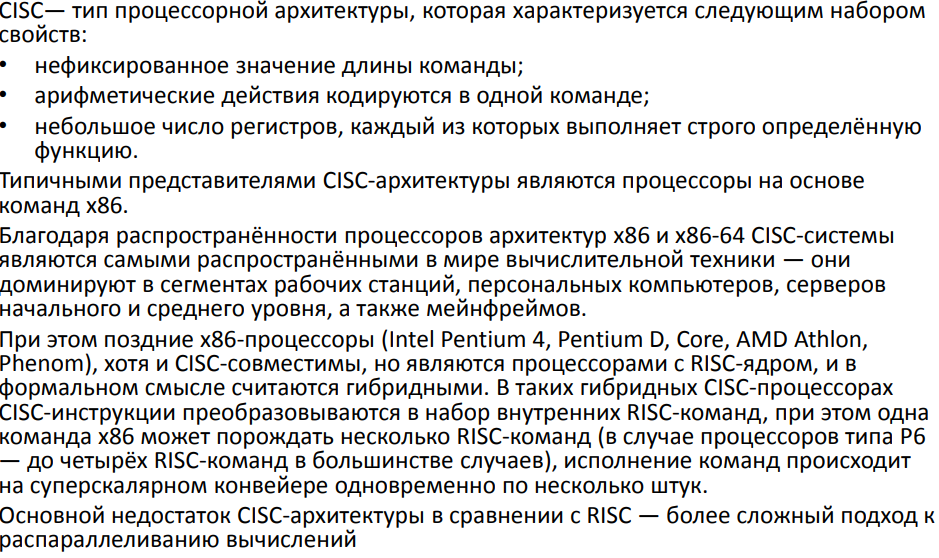 CISC— тип процессорной архитектуры, которая характеризуется следующим набором
свойств:
• нефиксированное значение длины команды;
• арифметические действия кодируются в одной команде;
• небольшое число регистров, каждый из которых выполняет строго определённую
функцию.
Типичными представителями CISC-архитектуры являются процессоры на основе
команд x86.
Благодаря распространённости процессоров архитектур x86 и x86-64 CISC-системы
являются самыми распространёнными в мире вычислительной техники — они
доминируют в сегментах рабочих станций, персональных компьютеров, серверов
начального и среднего уровня, а также мейнфреймов.
При этом поздние x86-процессоры (Intel Pentium 4, Pentium D, Core, AMD Athlon,
Phenom), хотя и CISC-совместимы, но являются процессорами с RISC-ядром, и в
формальном смысле считаются гибридными. В таких гибридных CISC-процессорах
CISC-инструкции преобразовываются в набор внутренних RISC-команд, при этом одна
команда x86 может порождать несколько RISC-команд (в случае процессоров типа P6
— до четырёх RISC-команд в большинстве случаев), исполнение команд происходит
на суперскалярном конвейере одновременно по несколько штук.
Основной недостаток CISC-архитектуры в сравнении с RISC — более сложный подход к
распараллеливанию вычислений